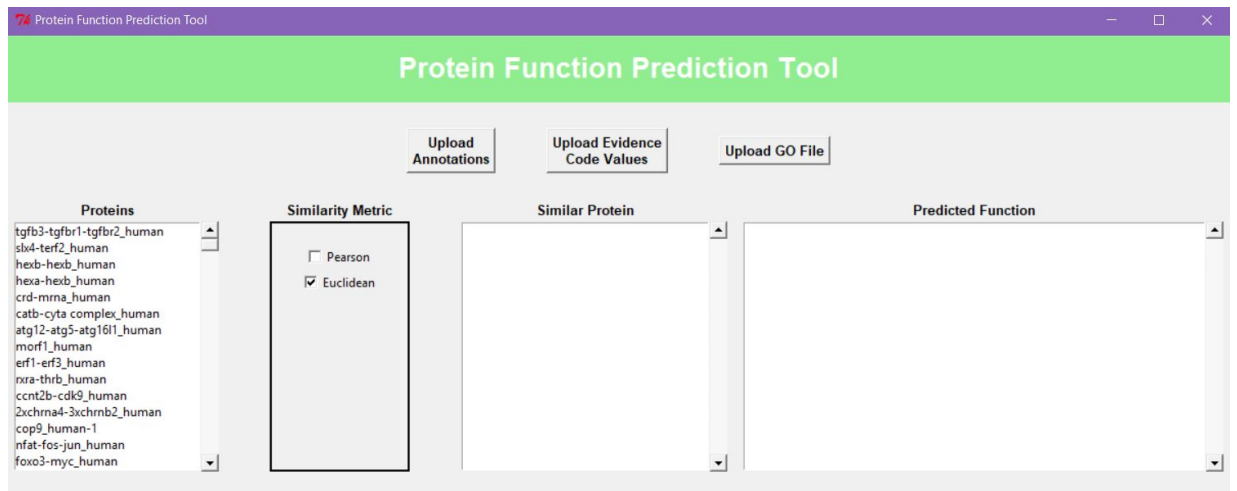 Protein Function Prediction Tool
Protein Function Prediction Tool
Upload
Annotations
Upload Evidence
Code Values
Upload GO File
Proteins
Similarity Metric
Similar Protein
Predicted Function
tgfb3-tgfbr1-tgfbr2_human
slx4-terf2_human
hexb-hexb_human
hexa-hexb_human
crd-mrna_human
catb-cyta complex_human
atg12-atg5-atg16l1_human
morf1_human
erf1-erf3_human
rxra-thrb_human
ccnt2b-cdk9_human
2xchrna4-3xchrnb2_human
cop9_human-1
nfat-fos-jun_human
foxo3-myc_human
Pearson
Euclidean